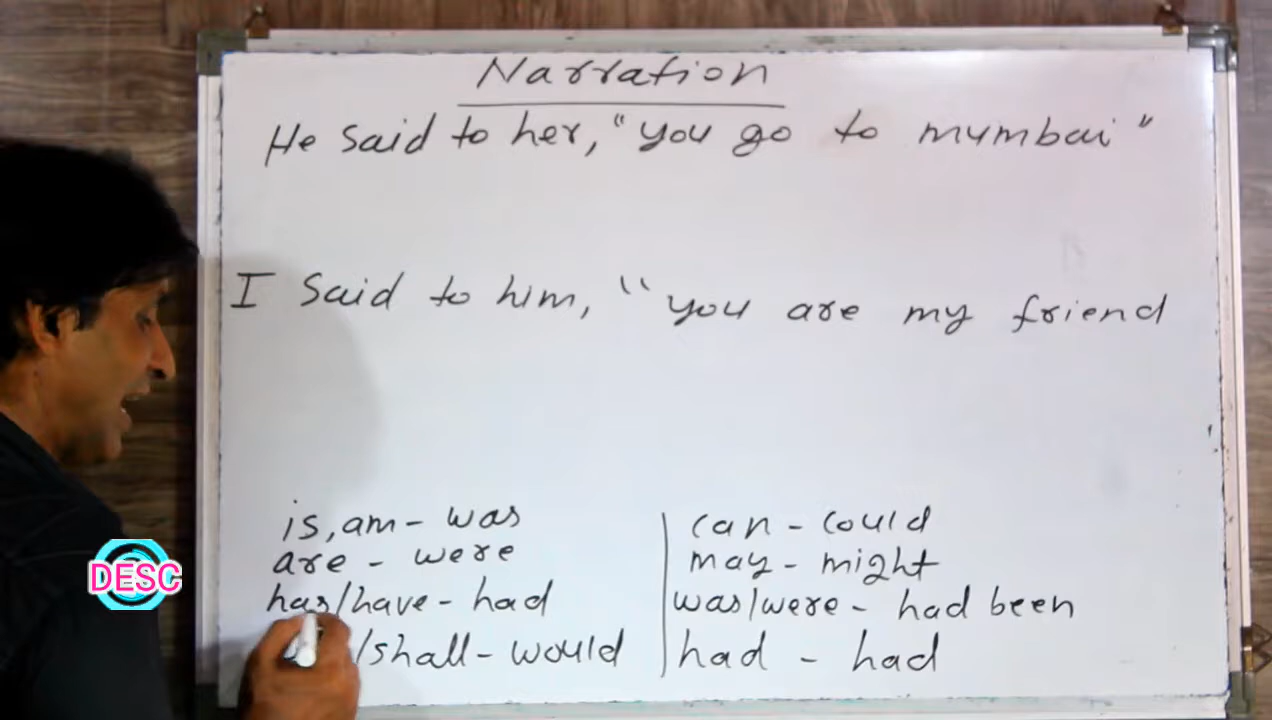 Narration
He said to her, "you go to mumbai"
I said to him, "you are my friend
is, am - was
are - were
has/have - had
/shall - would
can - could
may - might
was/were - had been
had - had
DESC